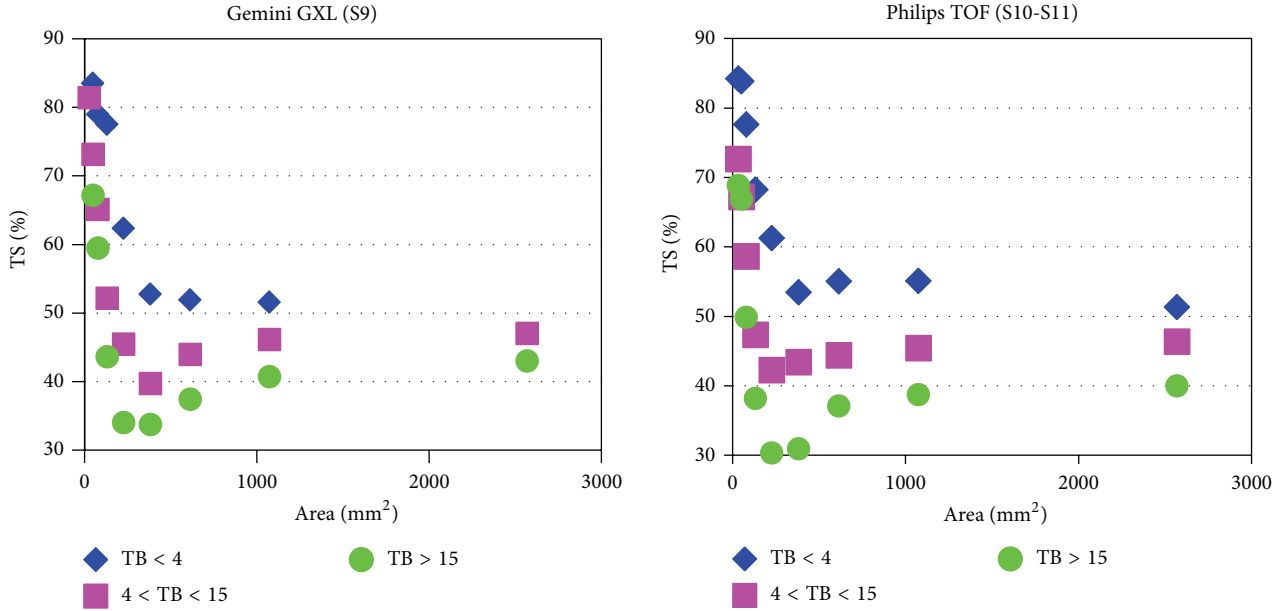 Gemini GXL (S9)
90
80
70
60
50
40
30
TS (%)
0 1000 2000 3000
Area (mm²)
TB < 4
TB > 15
4 < TB < 15
Philips TOF (S10-S11)
90
80
70
60
50
40
30
TS (%)
0 1000 2000 3000
Area (mm²)
TB < 4
TB > 15
4 < TB < 15